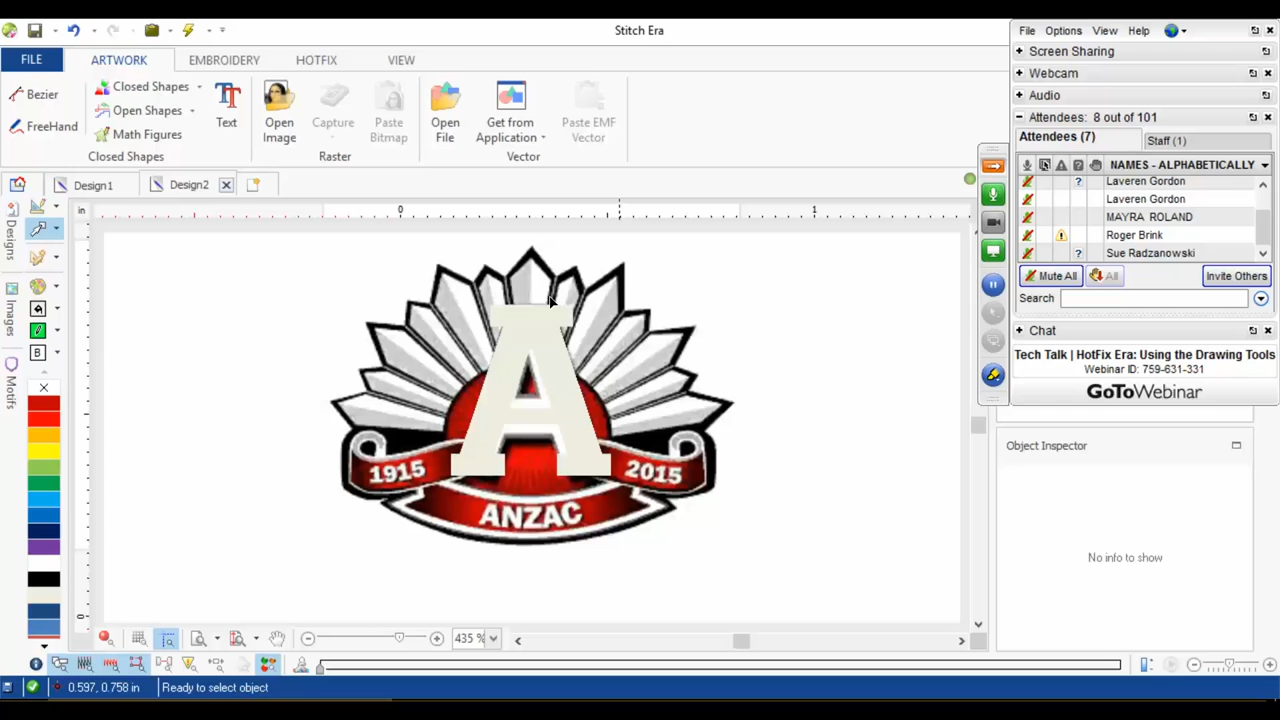 Stitch Era
FILE ARTWORK EMBROIDERY HOTFIX VIEW
Bezier
FreeHand
Closed Shapes
Open Shapes
Math Figures
Text
Closed Shapes
Open Image
Capture
Paste Bitmap
Raster
Open File
Get from Application
Paste EMF Vector
Vector
Design1
Design2
in
0
1
Designs
Images
Motifs
B
0
A
1915
2015
ANZAC
435 %
0.597, 0.758 in
Ready to select object
File Options View Help
Screen Sharing
Webcam
Audio
Attendees: 8 out of 101
Attendees (7)
Staff (1)
NAMES - ALPHABETICALLY
? Laveren Gordon
Laveren Gordon
MAYRA ROLAND
Roger Brink
? Sue Radzanowski
Mute All
All
Invite Others
Search
Chat
Tech Talk | HotFix Era: Using the Drawing Tools
Webinar ID: 759-631-331
GoToWebinar
Object Inspector
No info to show